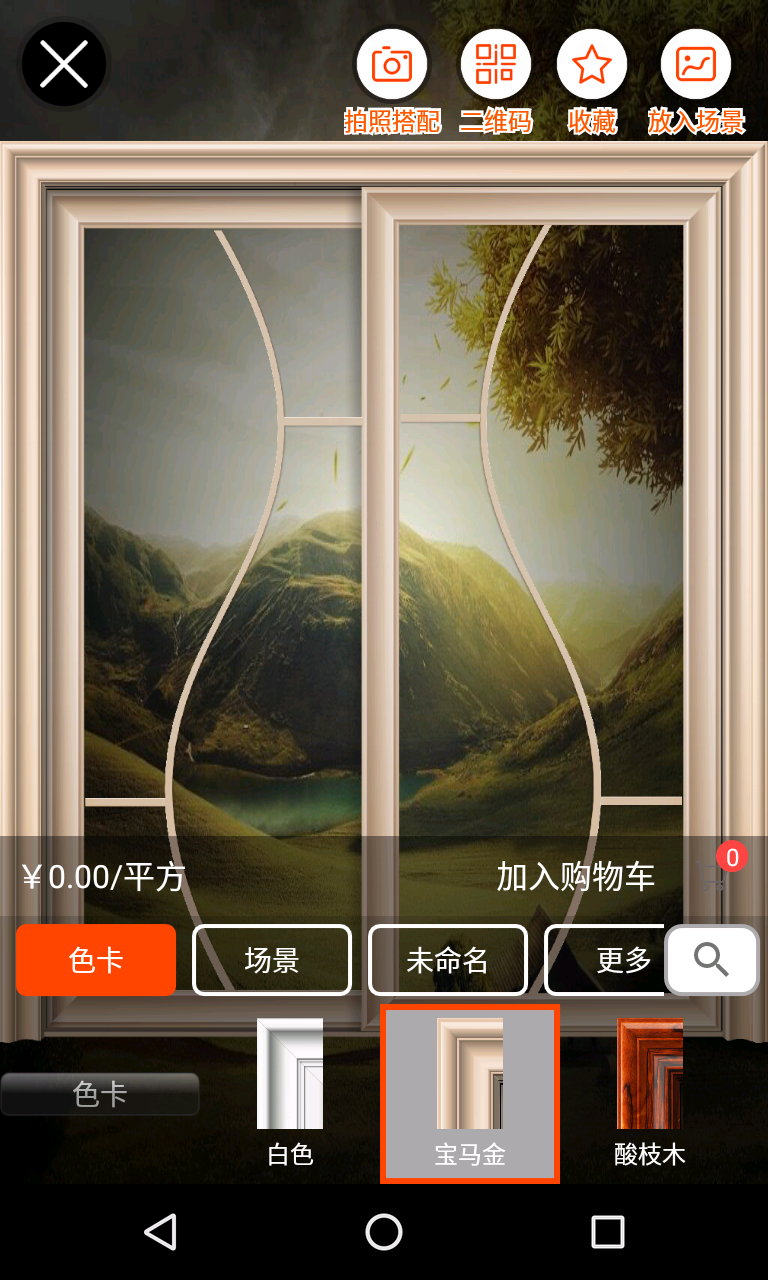 拍照搭配 二维码 收藏 放入场景
￥0.00/平方 加入购物车 0
色卡 场景 未命名 更多
色卡
白色 宝马金 酸枝木